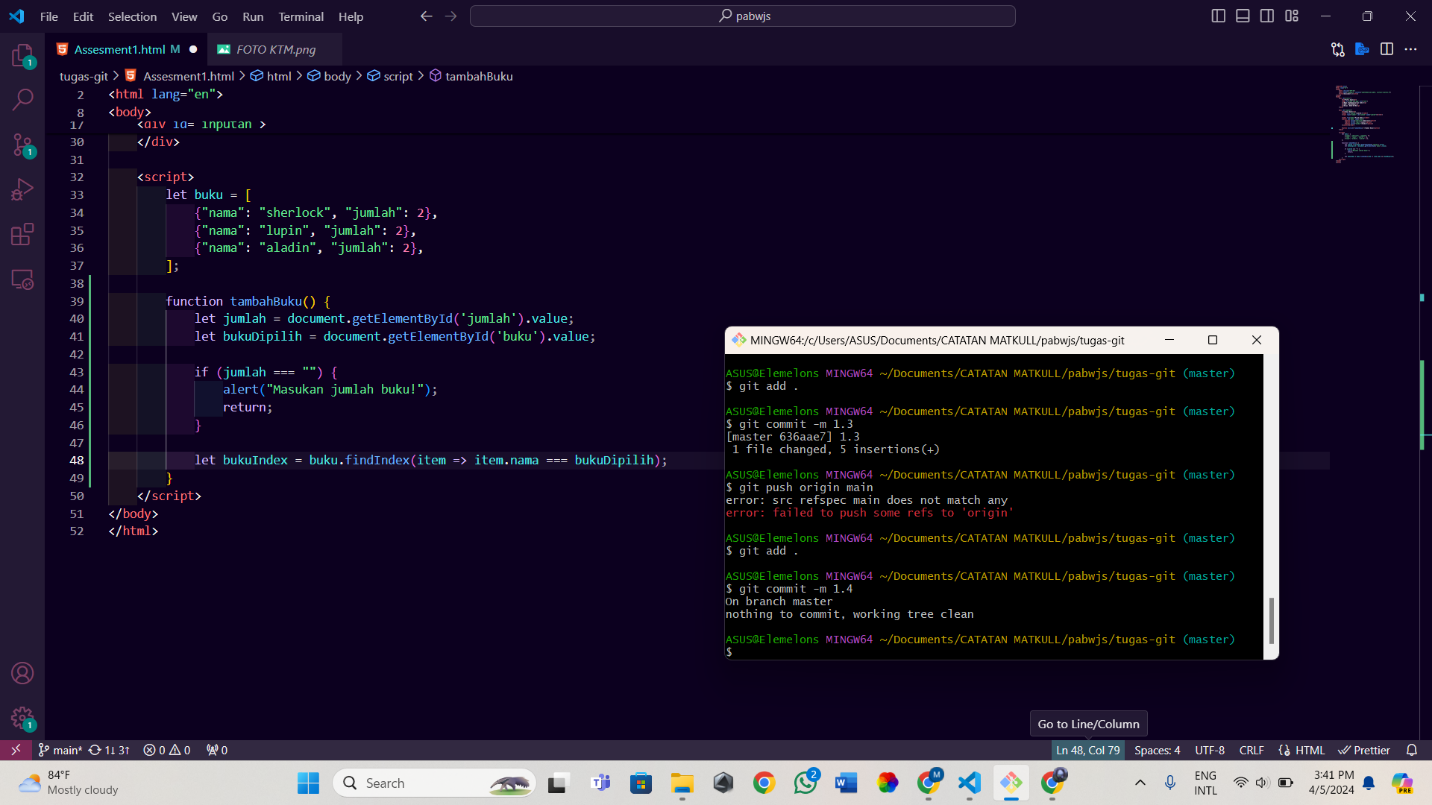 File Edit Selection View Go Run Terminal Help
pabwjs
Assesment1.html M
FOTO KTM.png
tugas-git > Assesment1.html > html > body > script > tambahBuku
2 <html lang="en">
8 <body>
17 <div id= inputan >
30 </div>
31
32 <script>
33 let buku = [
34 {"nama": "sherlock", "jumlah": 2},
35 {"nama": "lupin", "jumlah": 2},
36 {"nama": "aladin", "jumlah": 2},
37 ];
38
39 function tambahBuku() {
40 let jumlah = document.getElementById('jumlah').value;
41 let bukuDipilih = document.getElementById('buku').value;
42
43 if (jumlah === "") {
44 alert("Masukan jumlah buku!");
45 return;
46 }
47
48 let bukuIndex = buku.findIndex(item => item.nama === bukuDipilih);
49 }
50 </script>
51 </body>
52 </html>
MINGW64:/c/Users/ASUS/Documents/CATATAN MATKULL/pabwjs/tugas-git
ASUS@Elemelons MINGW64 ~/Documents/CATATAN MATKULL/pabwjs/tugas-git (master)
$ git add .
ASUS@Elemelons MINGW64 ~/Documents/CATATAN MATKULL/pabwjs/tugas-git (master)
$ git commit -m 1.3
[master 636aae7] 1.3
1 file changed, 5 insertions(+)
ASUS@Elemelons MINGW64 ~/Documents/CATATAN MATKULL/pabwjs/tugas-git (master)
$ git push origin main
error: src refspec main does not match any
error: failed to push some refs to 'origin'
ASUS@Elemelons MINGW64 ~/Documents/CATATAN MATKULL/pabwjs/tugas-git (master)
$ git add .
ASUS@Elemelons MINGW64 ~/Documents/CATATAN MATKULL/pabwjs/tugas-git (master)
$ git commit -m 1.4
On branch master
nothing to commit, working tree clean
ASUS@Elemelons MINGW64 ~/Documents/CATATAN MATKULL/pabwjs/tugas-git (master)
$
Go to Line/Column
main* 1↓ 3↑ 0 0 0
Ln 48, Col 79 Spaces: 4 UTF-8 CRLF HTML Prettier
84°F
Mostly cloudy
Search
2
M
PRE
ENG
INTL
3:41 PM
4/5/2024